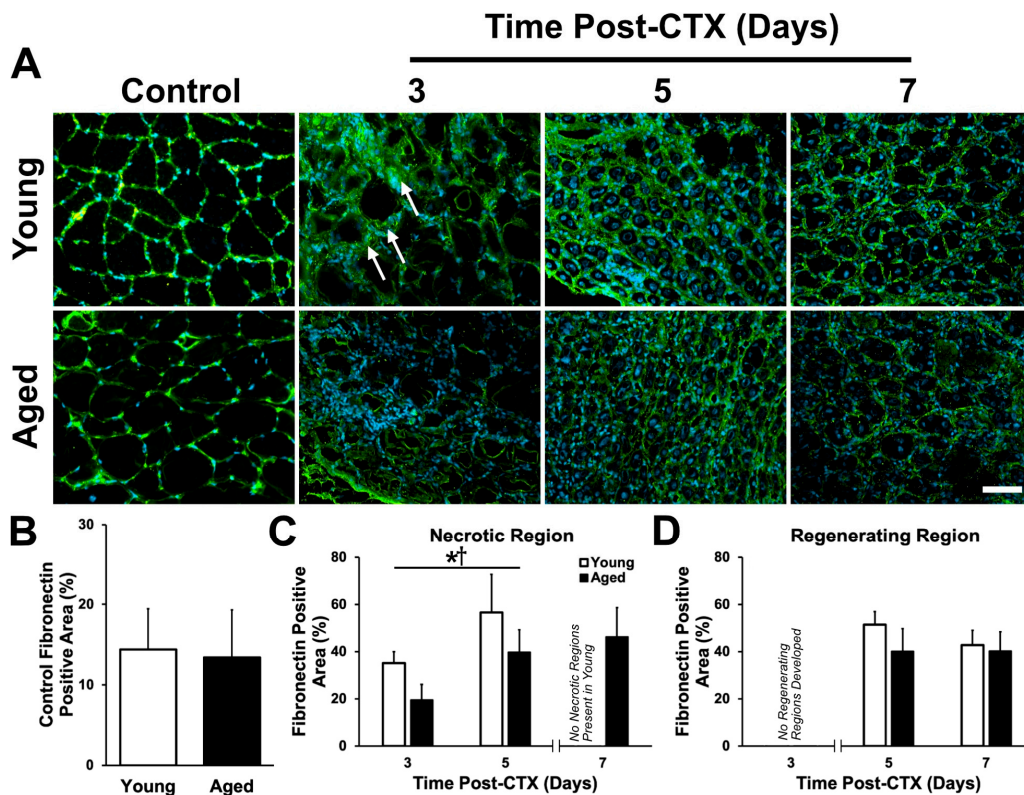 Time Post-CTX (Days)
A
Control
3
5
7
Young
Aged
B
Control Fibronectin
Positive Area (%)
30
20
10
0
Young
Aged
C
Necrotic Region
Fibronectin Positive
Area (%)
80
60
40
20
0
*†
Young
Aged
No Necrotic Regions
Present in Young
3
5
7
Time Post-CTX (Days)
D
Regenerating Region
Fibronectin Positive
Area (%)
80
60
40
20
0
No Regenerating
Regions Developed
3
5
7
Time Post-CTX (Days)